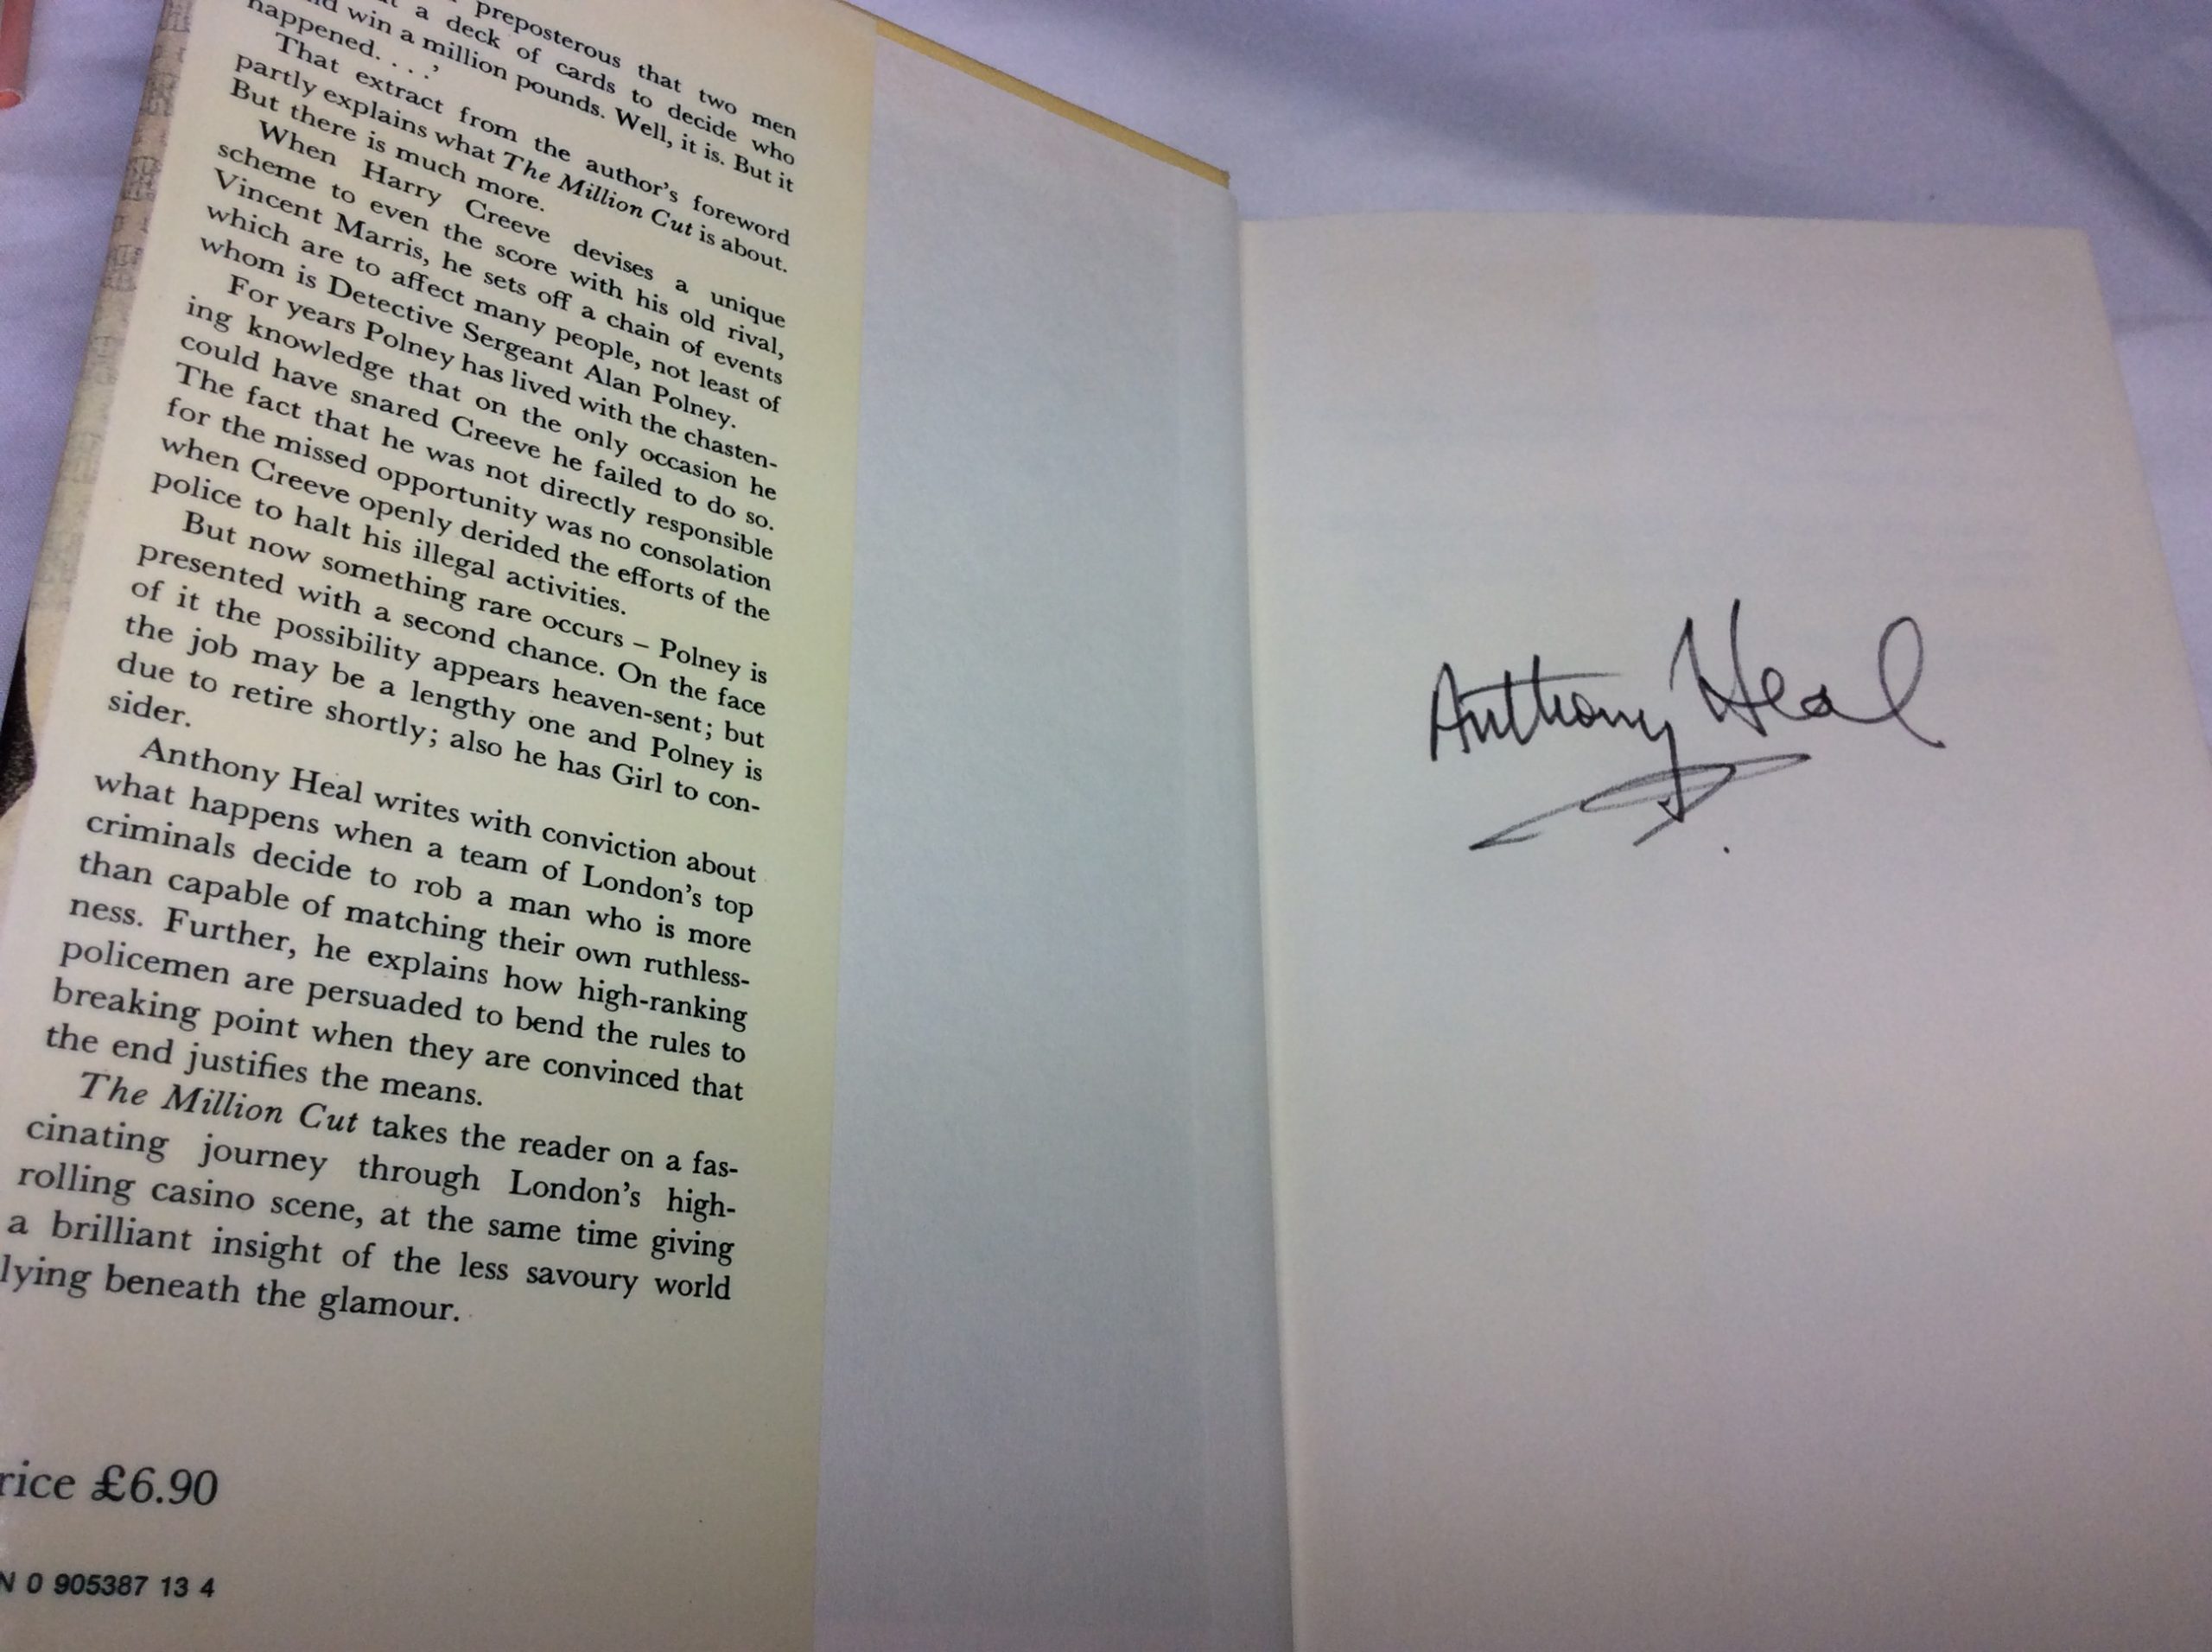 preposterous that two men
a deck of cards to decide who
win a million pounds. Well, it is. But it
happened. . . .’
That extract from the author’s foreword
partly explains what The Million Cut is about.
But there is much more.
When Harry Creeve devises a unique
scheme to even the score with his old rival,
Vincent Marris, he sets off a chain of events
which are to affect many people, not least of
whom is Detective Sergeant Alan Polney.
For years Polney has lived with the chasten-
ing knowledge that on the only occasion he
could have snared Creeve he failed to do so.
The fact that he was not directly responsible
for the missed opportunity was no consolation
when Creeve openly derided the efforts of the
police to halt his illegal activities.
But now something rare occurs – Polney is
presented with a second chance. On the face
of it the possibility appears heaven-sent; but
the job may be a lengthy one and Polney is
due to retire shortly; also he has Girl to con-
sider.
Anthony Heal writes with conviction about
what happens when a team of London’s top
criminals decide to rob a man who is more
than capable of matching their own ruthless-
ness. Further, he explains how high-ranking
policemen are persuaded to bend the rules to
breaking point when they are convinced that
the end justifies the means.
The Million Cut takes the reader on a fas-
cinating journey through London’s high-
rolling casino scene, at the same time giving
a brilliant insight of the less savoury world
lying beneath the glamour.
rice £6.90
N 0 905387 13 4
Anthony Heal